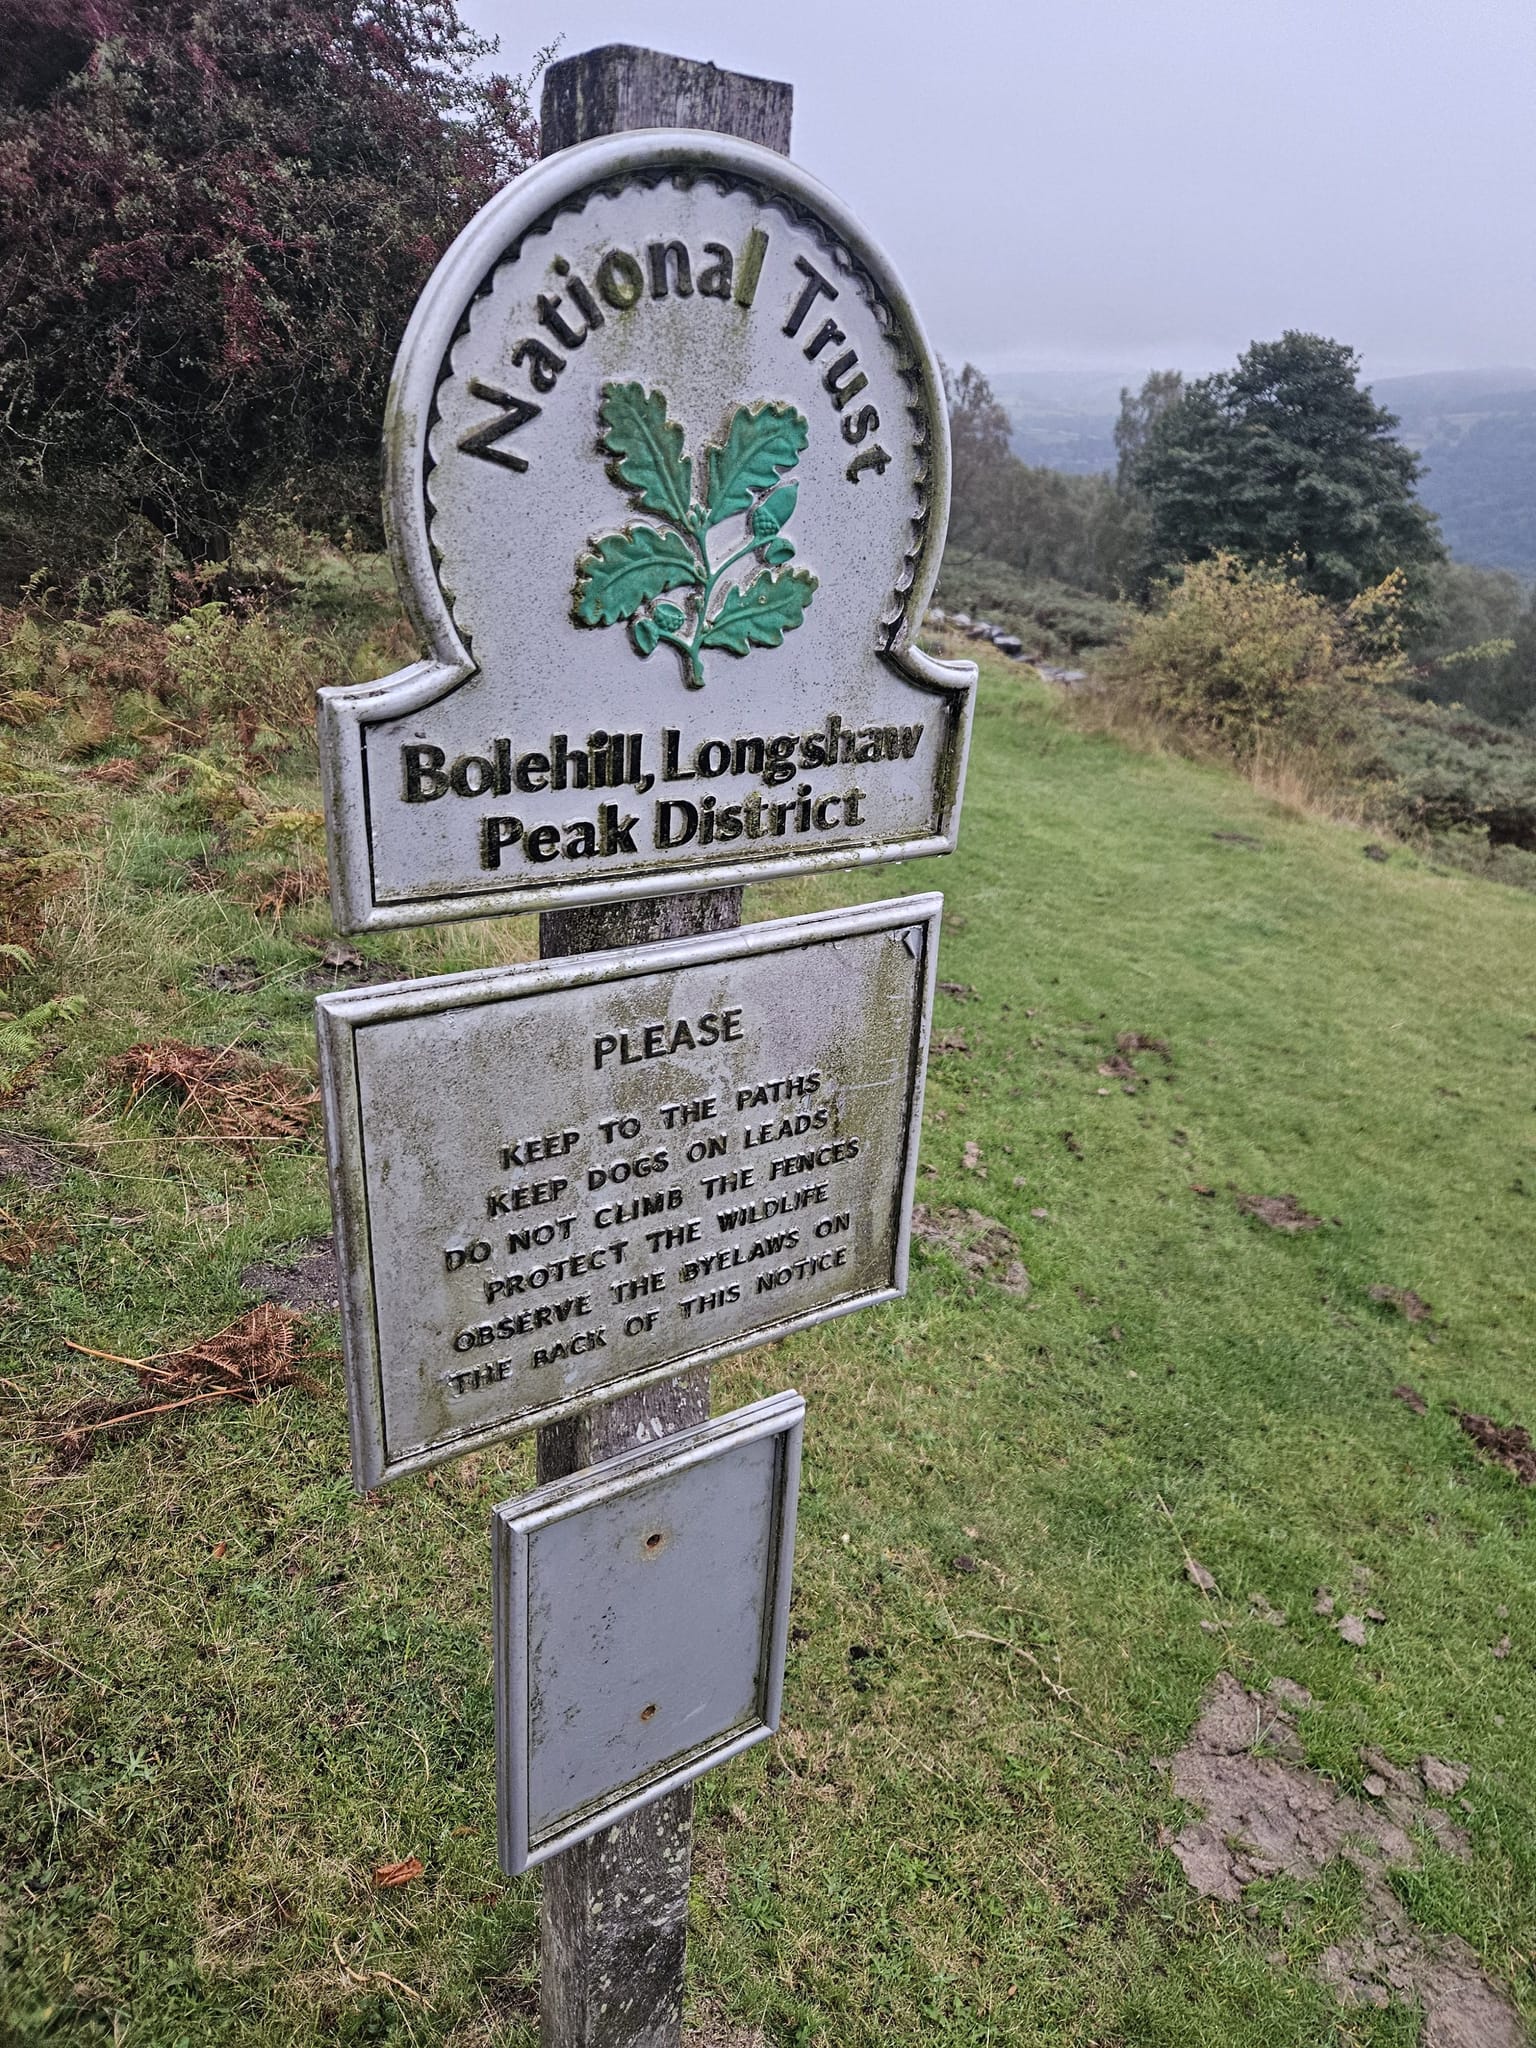 National Trust
Bolehill, Longshaw
Peak District
PLEASE
KEEP TO THE PATHS
KEEP DOGS ON LEADS
DO NOT CLIMB THE FENCES
PROTECT THE WILDLIFE
OBSERVE THE BYELAWS ON
THE BACK OF THIS NOTICE